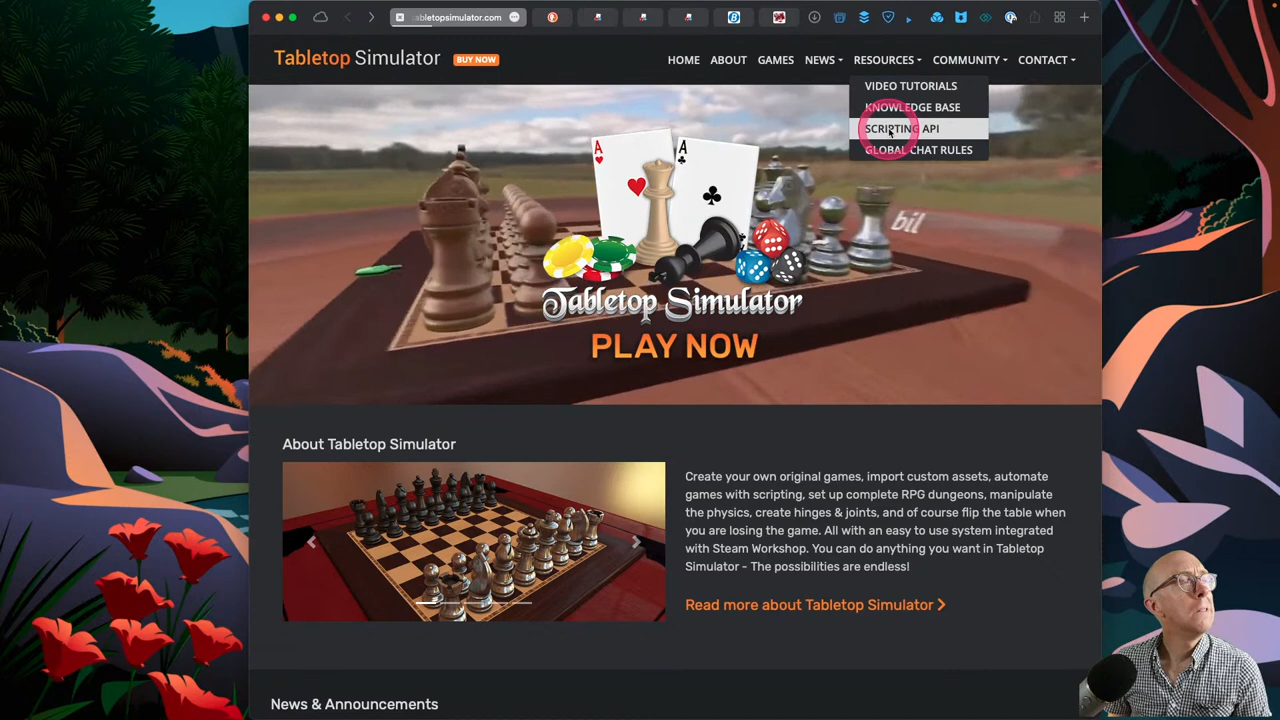 abletopsimulator.com
Tabletop Simulator
BUY NOW
HOME
ABOUT
GAMES
NEWS
RESOURCES
COMMUNITY
CONTACT
VIDEO TUTORIALS
KNOWLEDGE BASE
SCRIPTING API
GLOBAL CHAT RULES
A
A
bil
Tabletop Simulator
PLAY NOW
About Tabletop Simulator
Create your own original games, import custom assets, automate
games with scripting, set up complete RPG dungeons, manipulate
the physics, create hinges & joints, and of course flip the table when
you are losing the game. All with an easy to use system integrated
with Steam Workshop. You can do anything you want in Tabletop
Simulator - The possibilities are endless!
Read more about Tabletop Simulator
News & Announcements